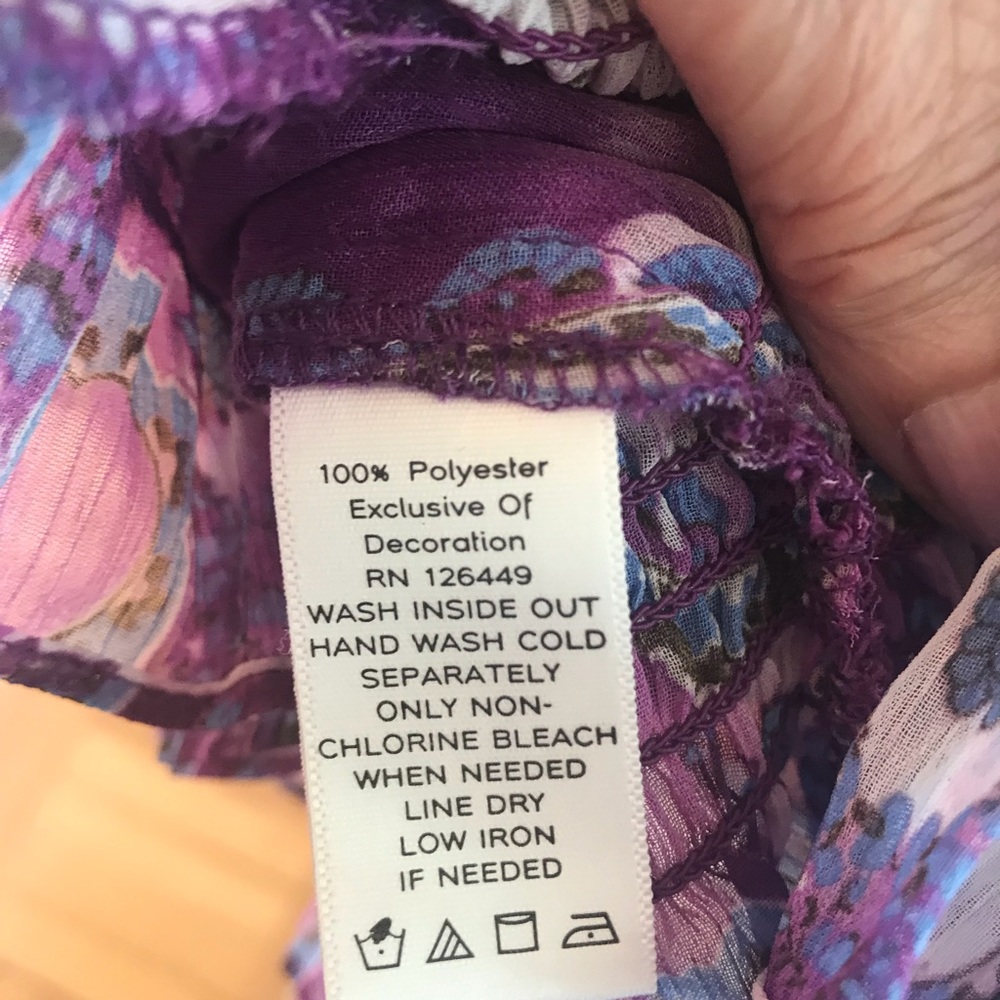 100% Polyester
Exclusive Of
Decoration
RN 126449
WASH INSIDE OUT
HAND WASH COLD
SEPARATELY
ONLY NON-
CHLORINE BLEACH
WHEN NEEDED
LINE DRY
LOW IRON
IF NEEDED